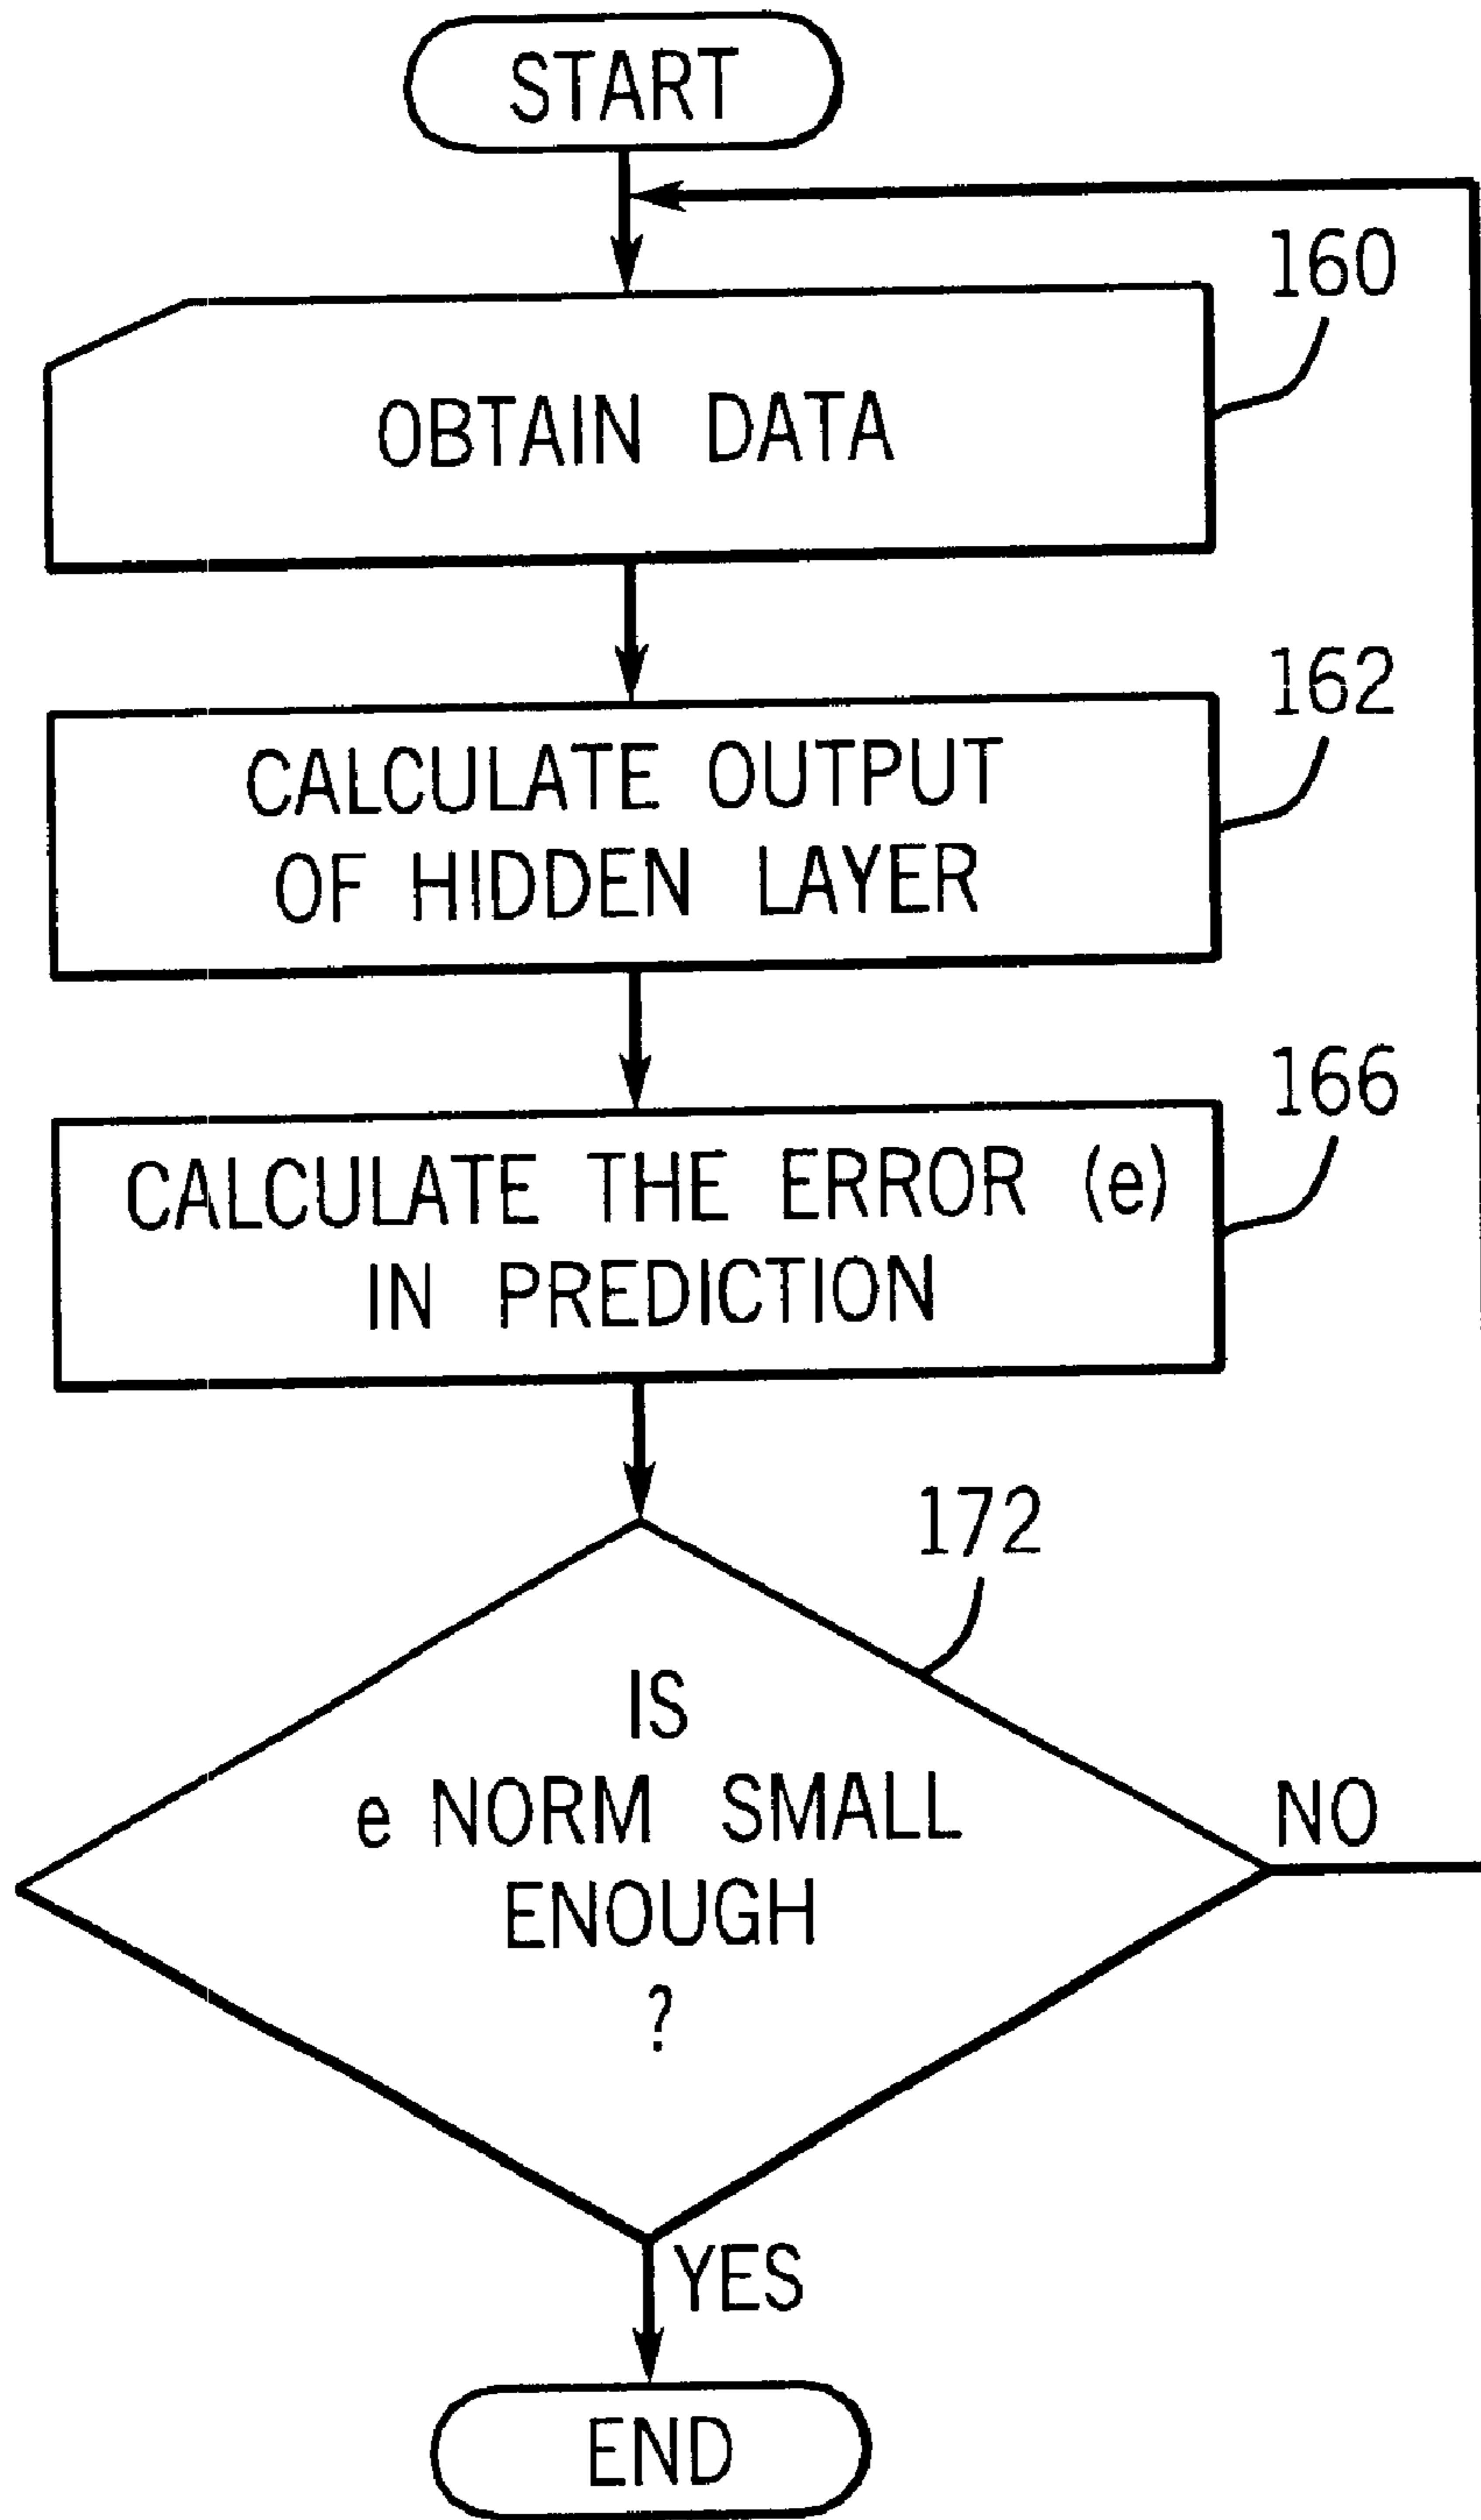 START
160
OBTAIN DATA
162
CALCULATE OUTPUT
OF HIDDEN LAYER
166
CALCULATE THE ERROR (e)
IN PREDICTION
172
IS
e NORM SMALL
ENOUGH
?
NO
YES
END